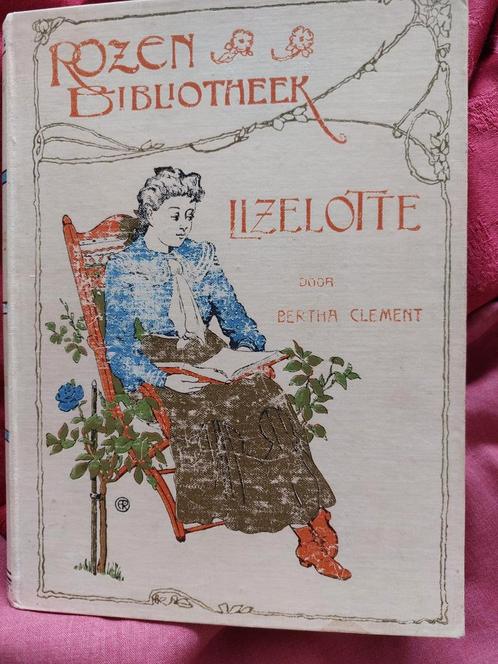 ROZEN
BIBLIOTHEEK
LIZELOTTE
DOOR
BERTHA CLEMENT